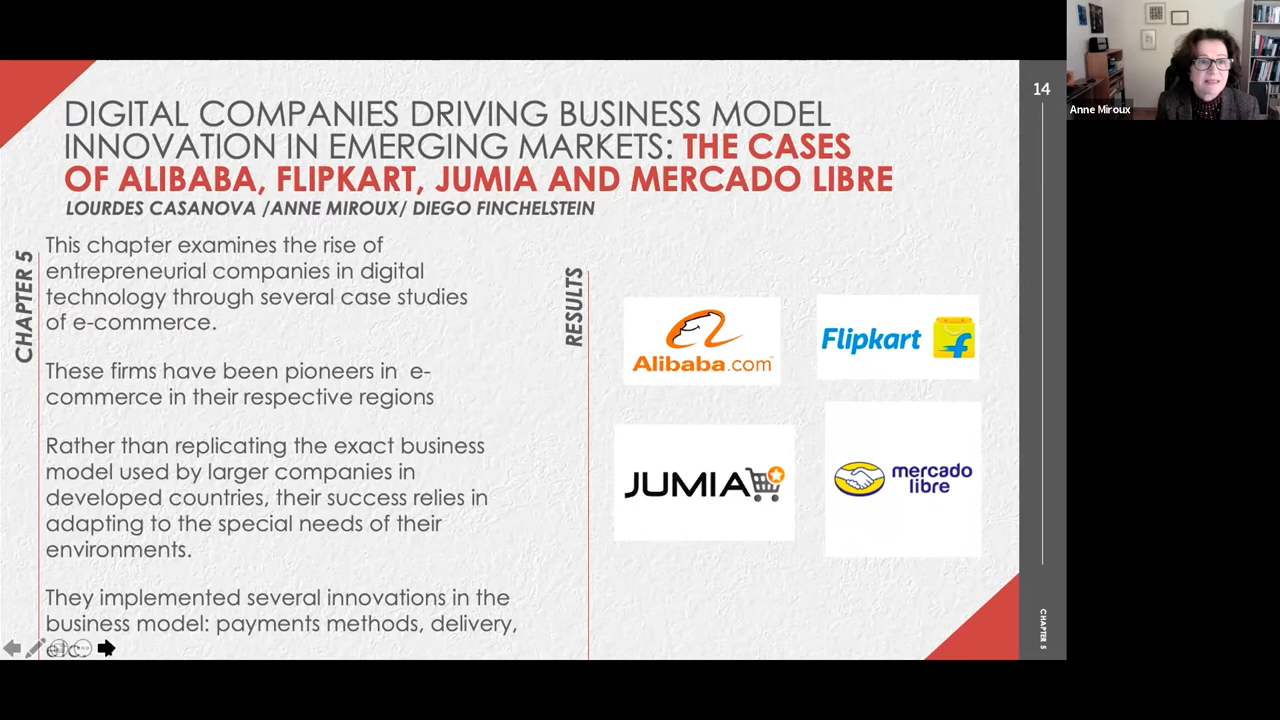 DIGITAL COMPANIES DRIVING BUSINESS MODEL
INNOVATION IN EMERGING MARKETS: THE CASES
OF ALIBABA, FLIPKART, JUMIA AND MERCADO LIBRE
LOURDES CASANOVA /ANNE MIROUX/ DIEGO FINCHELSTEIN
CHAPTER 5
This chapter examines the rise of
entrepreneurial companies in digital
technology through several case studies
of e-commerce.
These firms have been pioneers in e-
commerce in their respective regions
Rather than replicating the exact business
model used by larger companies in
developed countries, their success relies in
adapting to the special needs of their
environments.
They implemented several innovations in the
business model: payments methods, delivery,
etc.
RESULTS
Alibaba.com
Flipkart
JUMIA
mercado
libre
14
CHAPTER 5
Anne Miroux